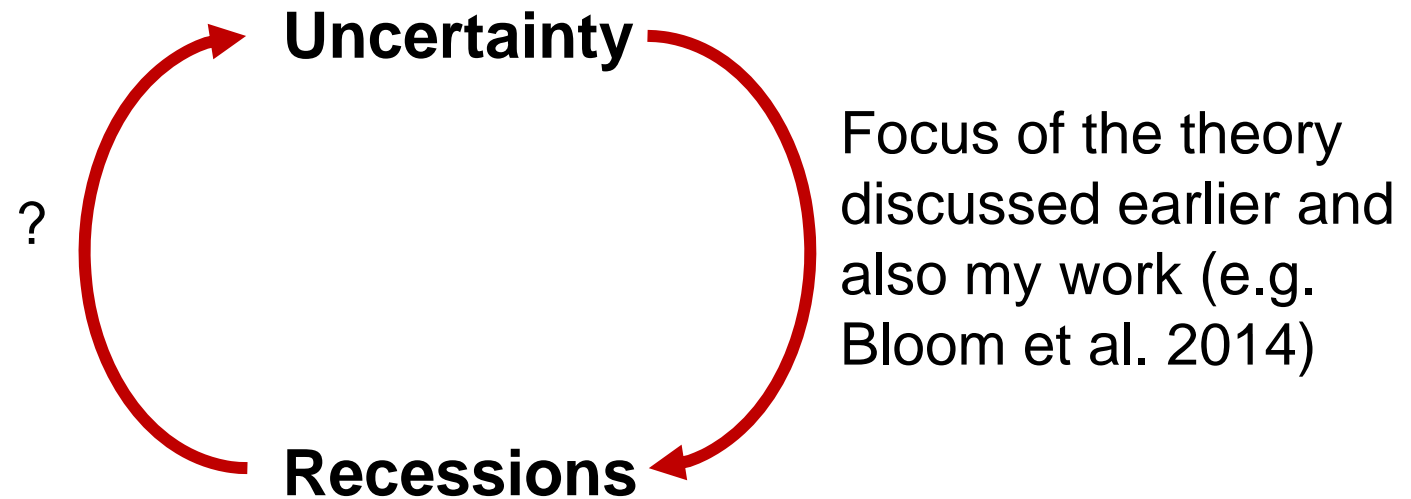 Uncertainty
?
Focus of the theory
discussed earlier and
also my work (e.g.
Bloom et al. 2014)
Recessions